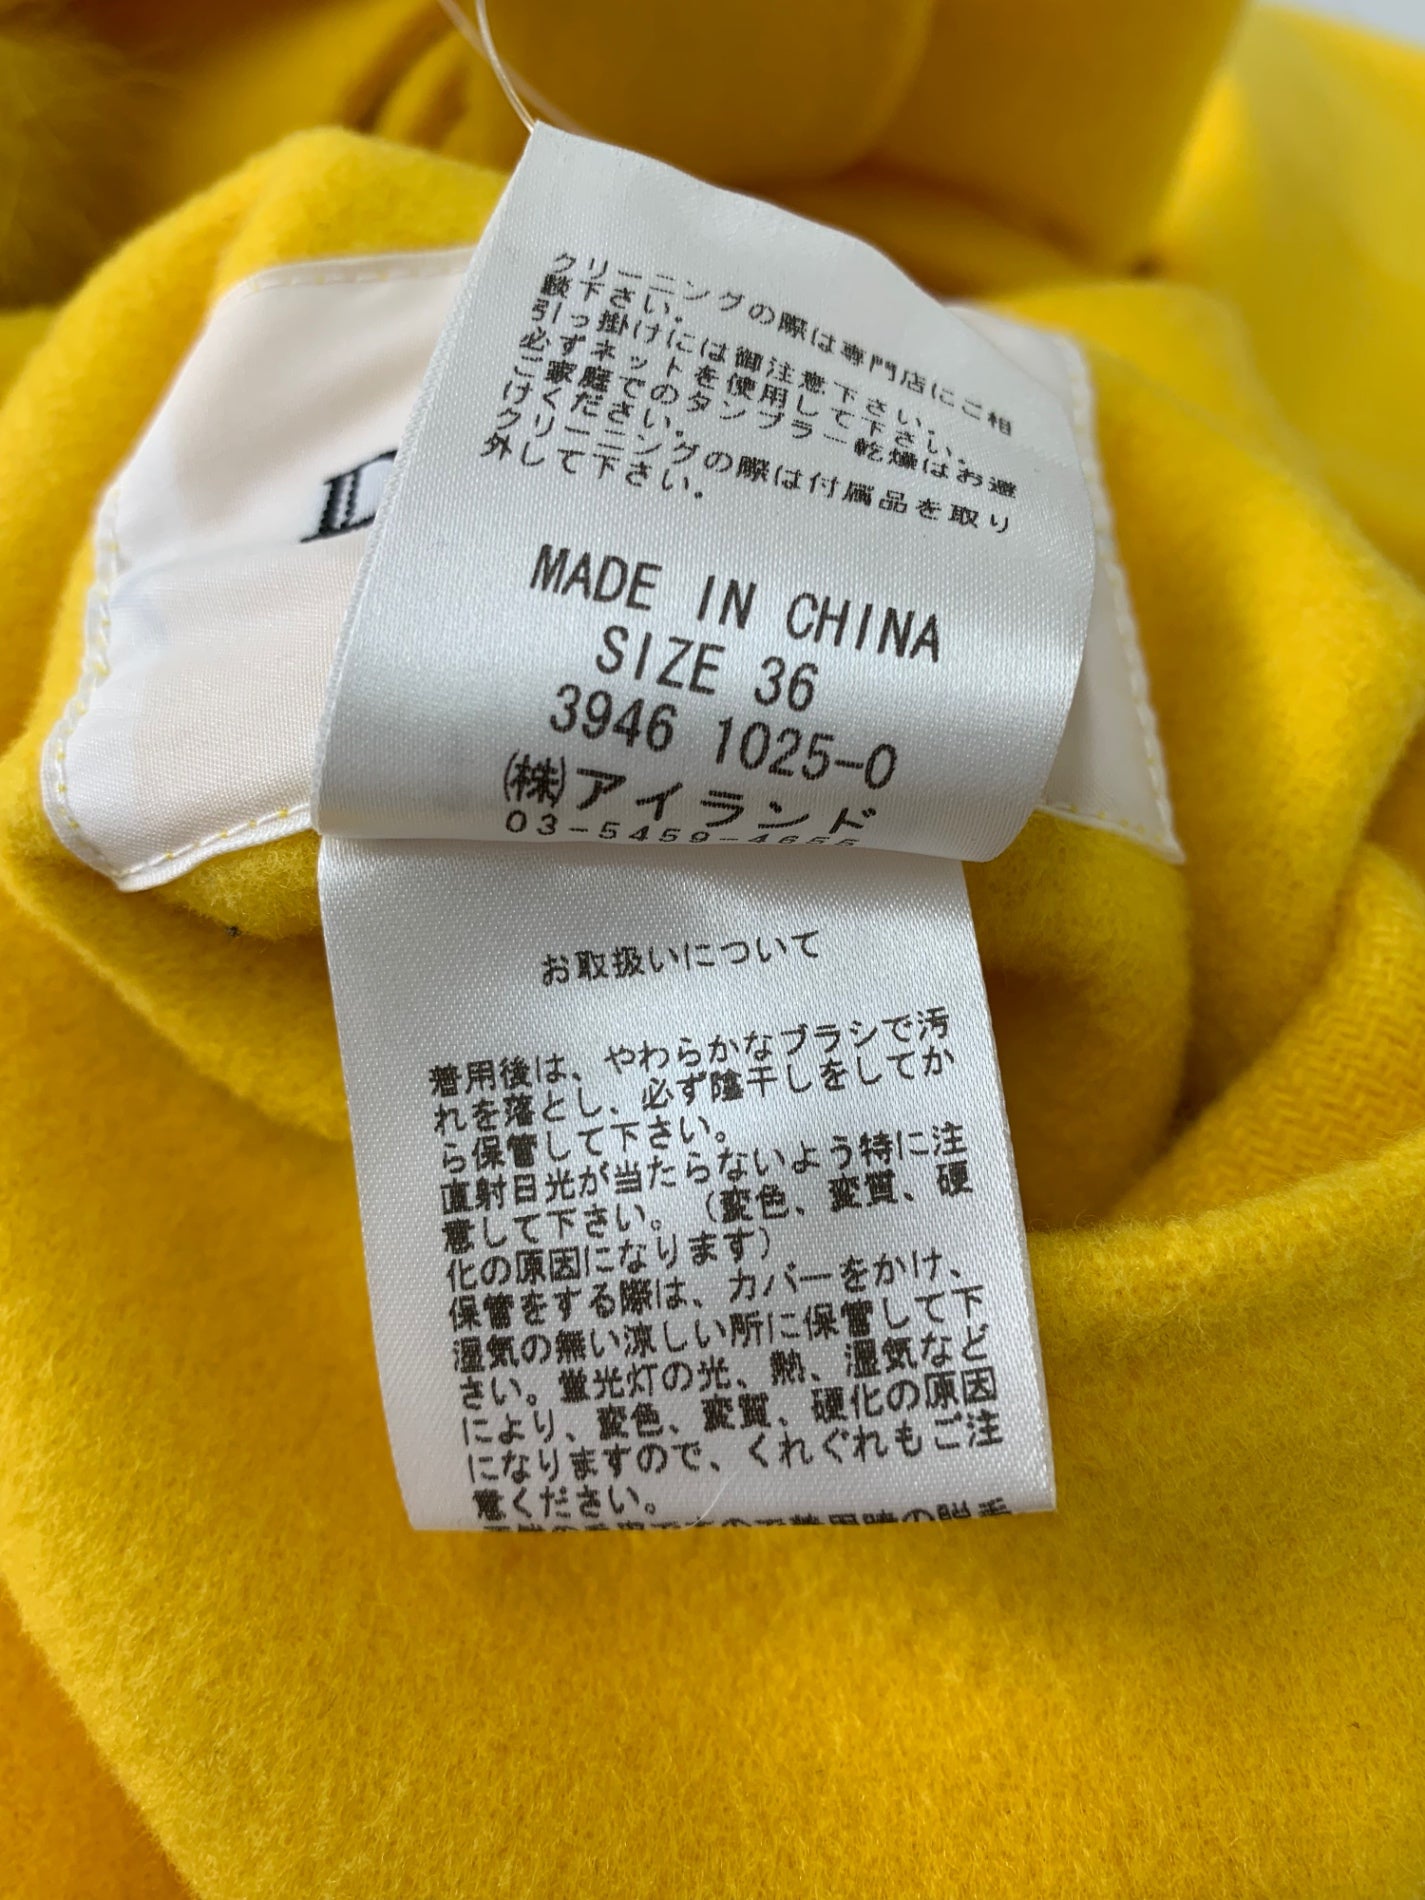 クリーニングの際は専門店にご相
談下さい。
引っ掛けには御注意下さい。
必ずネットを使用して下さい。
ご家庭でのタンブラー乾燥はお避
けください。
クリーニングの際は付属品を取り
外して下さい。
MADE IN CHINA
SIZE 36
3946 1025-0
(株)アイランド
03-5459-4655
お取扱いについて
着用後は、やわらかなブラシで汚
れを落とし、必ず陰干しをしてか
ら保管して下さい。
直射日光が当たらないよう特に注
意して下さい。（変色、変質、硬
化の原因になります）
保管をする際は、カバーをかけ、
湿気の無い涼しい所に保管して下
さい。蛍光灯の光、熱、湿気など
により、変色、変質、硬化の原因
になりますので、くれぐれもご注
意ください。